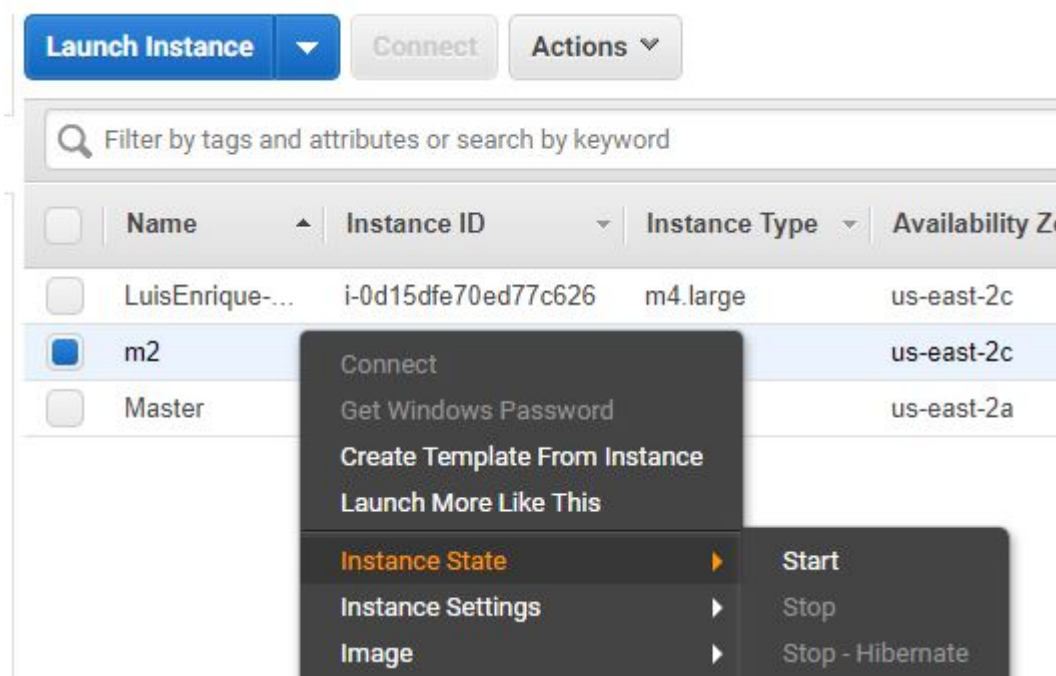 Launch Instance Connect Actions
Filter by tags and attributes or search by keyword
Name Instance ID Instance Type Availability Z
LuisEnrique-... i-0d15dfe70ed77c626 m4.large us-east-2c
m2 us-east-2c
Master us-east-2a
Connect
Get Windows Password
Create Template From Instance
Launch More Like This
Instance State Start
Instance Settings Stop
Image Stop - Hibernate